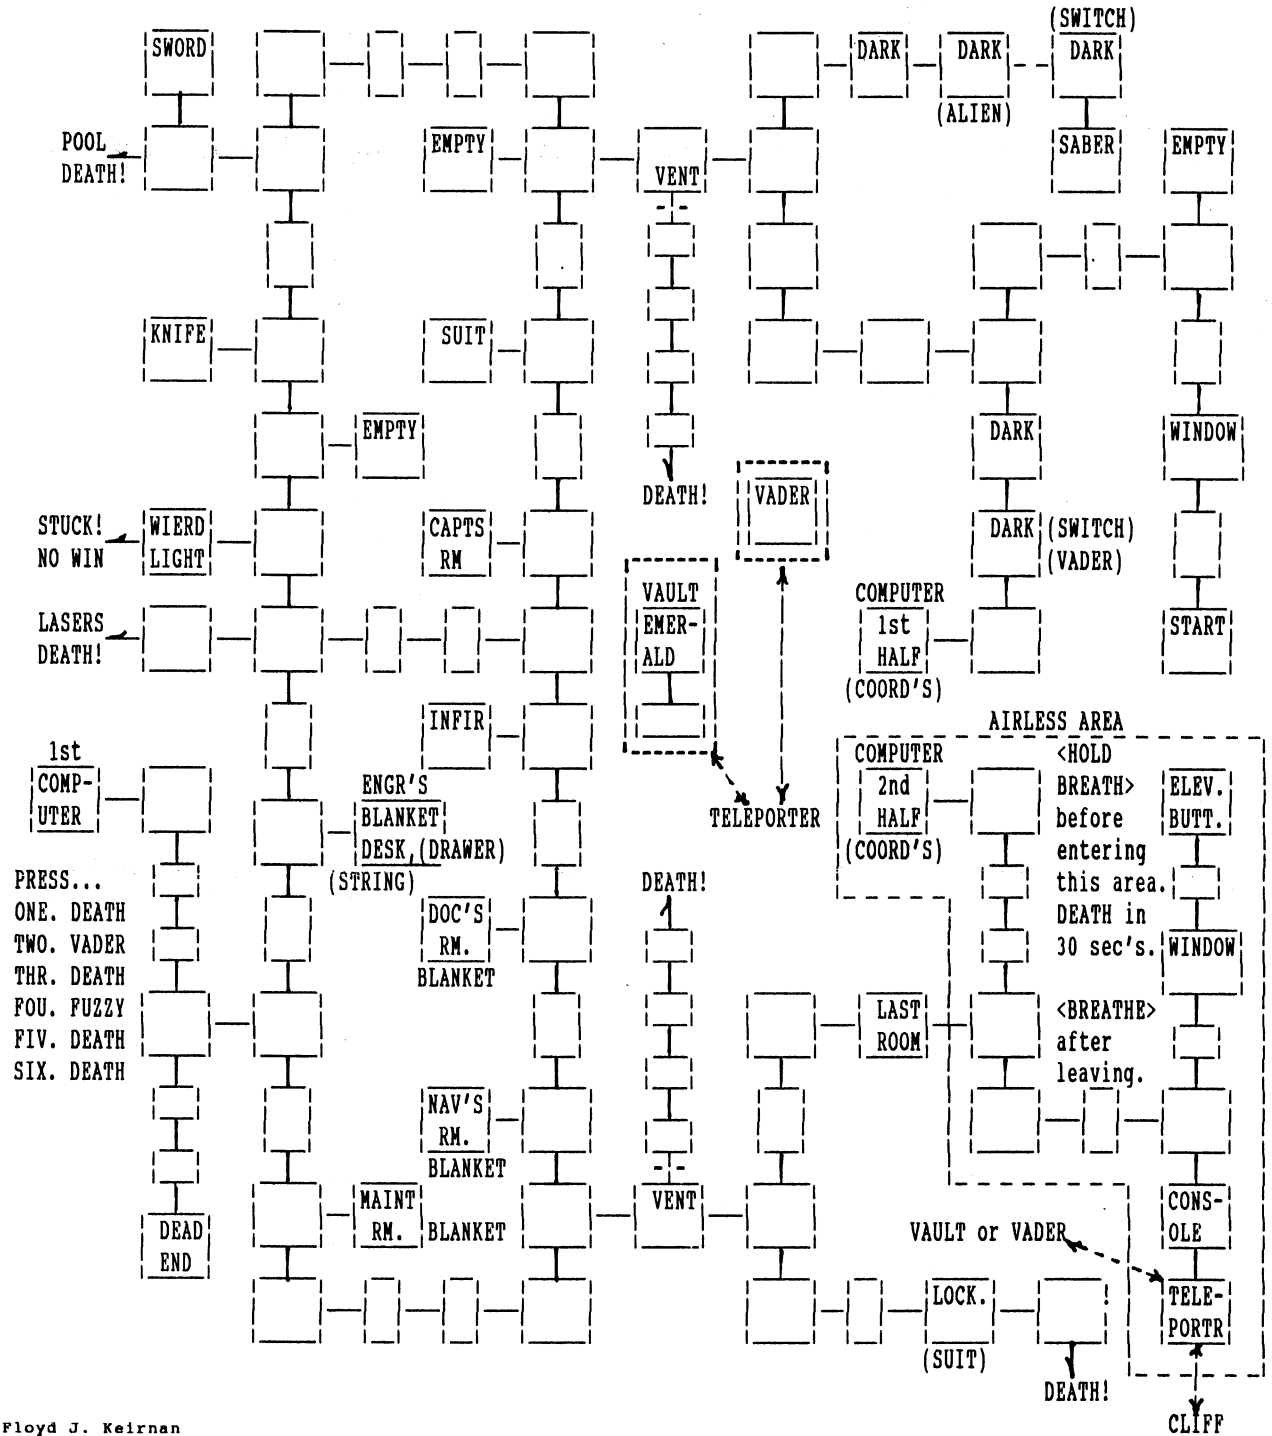 (SWITCH)
SWORD
DARK
DARK
DARK
(ALIEN)
POOL
DEATH!
EMPTY
VENT
SABER
EMPTY
KNIFE
SUIT
EMPTY
DARK
WINDOW
DEATH!
VADER
STUCK!
NO WIN
WIERD
LIGHT
CAPTS
RM
DARK
(SWITCH)
(VADER)
VAULT
EMER-
ALD
COMPUTER
1st
HALF
(COORD'S)
START
LASERS
DEATH!
INFIR
AIRLESS AREA
1st
COMP-
UTER
ENGR'S
BLANKET
DESK,(DRAWER)
(STRING)
TELEPORTER
COMPUTER
2nd
HALF
(COORD'S)
<HOLD
BREATH>
before
entering
this area.
DEATH in
30 sec's.
ELEV.
BUTT.
PRESS...
ONE. DEATH
TWO. VADER
THR. DEATH
FOU. FUZZY
FIV. DEATH
SIX. DEATH
DEATH!
DOC'S
RM.
BLANKET
WINDOW
LAST
ROOM
<BREATHE>
after
leaving.
NAV'S
RM.
BLANKET
MAINT
RM.
BLANKET
VENT
CONS-
OLE
DEAD
END
VAULT or VADER
LOCK.
(SUIT)
!
TELE-
PORTR
DEATH!
CLIFF
Floyd J. Keirnan